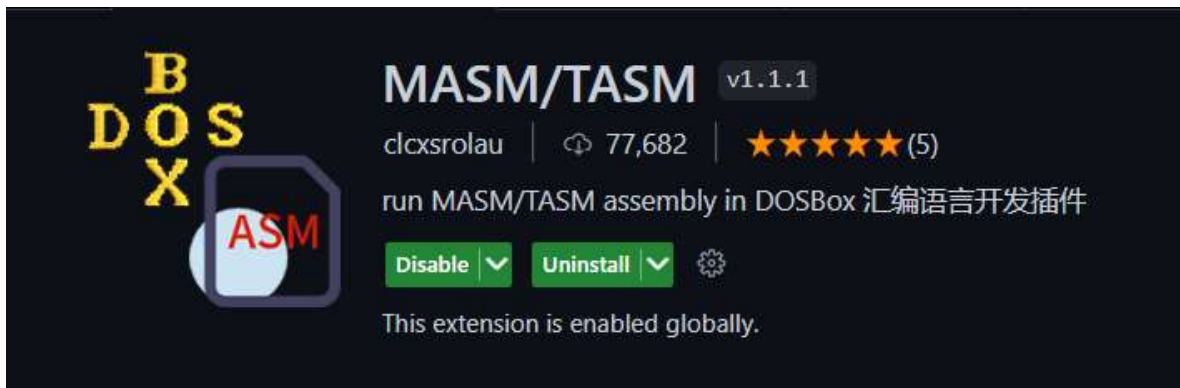 B
DOS
X
ASM
MASM/TASM v1.1.1
clcxsrolau 77,682 ★★★★★(5)
run MASM/TASM assembly in DOSBox 汇编语言开发插件
Disable Uninstall
This extension is enabled globally.